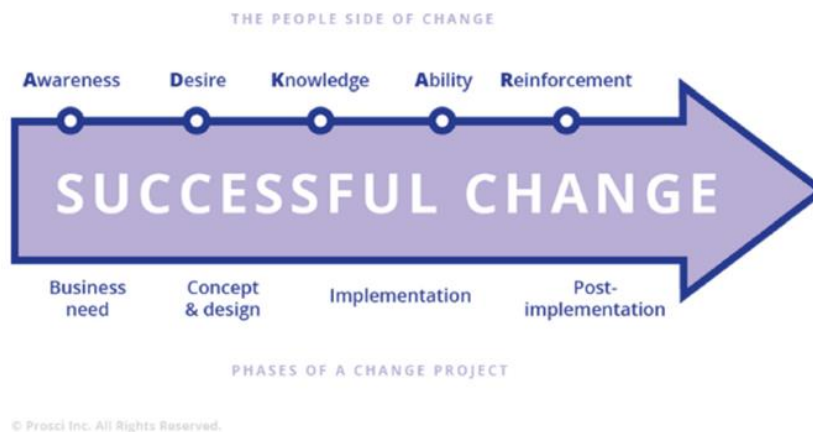 THE PEOPLE SIDE OF CHANGE
Awareness Desire Knowledge Ability Reinforcement
SUCCESSFUL CHANGE
Business need
Concept & design
Implementation
Post-implementation
PHASES OF A CHANGE PROJECT
© Prosci Inc. All Rights Reserved.